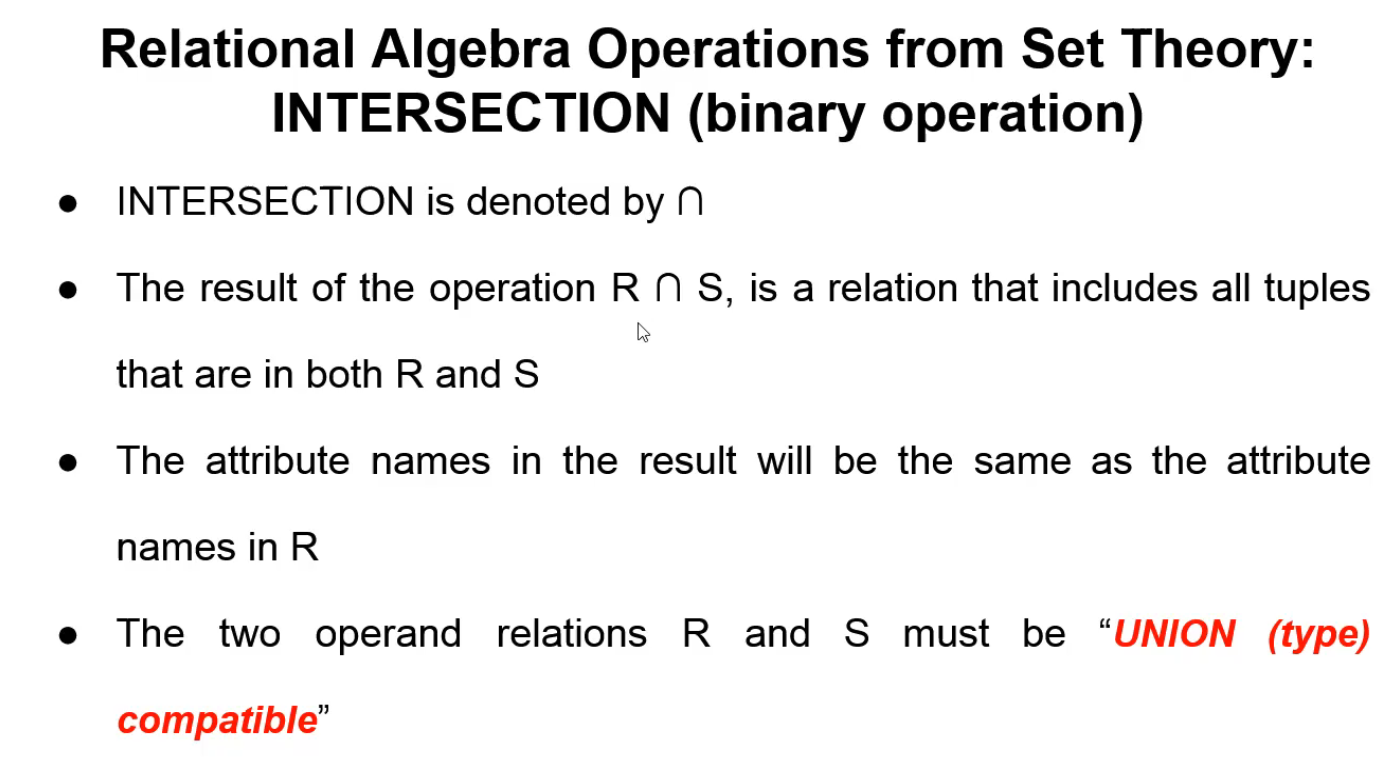 Relational Algebra Operations from Set Theory:
INTERSECTION (binary operation)
● INTERSECTION is denoted by ∩
● The result of the operation R ∩ S, is a relation that includes all tuples
that are in both R and S
● The attribute names in the result will be the same as the attribute
names in R
● The two operand relations R and S must be “UNION (type)
compatible”